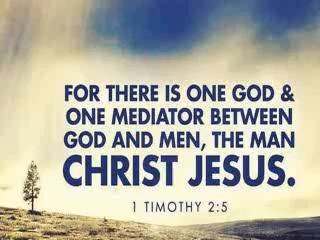 FOR THERE IS ONE GOD &
ONE MEDIATOR BETWEEN
GOD AND MEN, THE MAN
CHRIST JESUS.
1 TIMOTHY 2:5